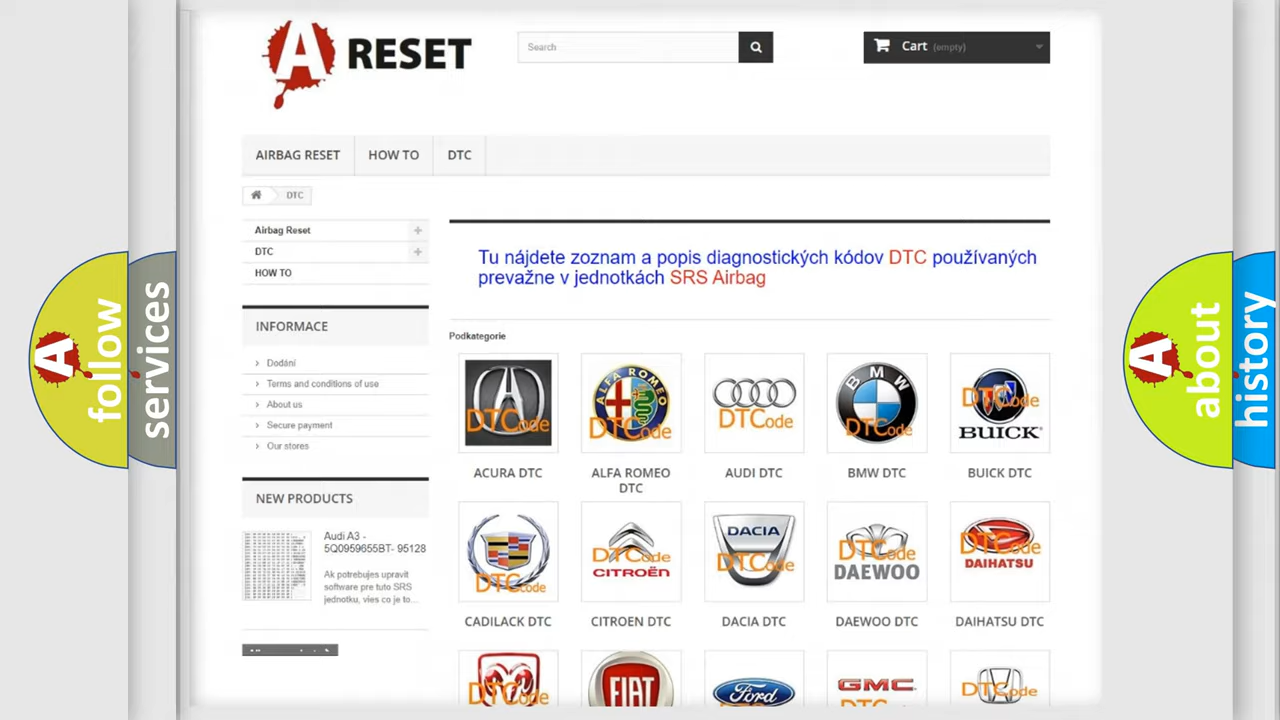 A RESET
Search
Cart (empty)
AIRBAG RESET
HOW TO
DTC
DTC
Airbag Reset
DTC
HOW TO
Tu nájdete zoznam a popis diagnostických kódov DTC používaných
prevažne v jednotkách SRS Airbag
INFORMACE
Dodání
Terms and conditions of use
About us
Secure payment
Our stores
NEW PRODUCTS
Audi A3 -
5Q0959655BT- 95128
Ak potrebujes upravit
software pre tuto SRS
jednotku, vies co je to...
Podkategorie
DTCode
ALFA ROMEO
DTCode
DTCode
BMW
DTCode
DTCode
BUICK
ACURA DTC
ALFA ROMEO
DTC
AUDI DTC
BMW DTC
BUICK DTC
DTCode
DTCode
CITROËN
DACIA
DTCode
DTCode
DAEWOO
DTCode
DAIHATSU
CADILACK DTC
CITROEN DTC
DACIA DTC
DAEWOO DTC
DAIHATSU DTC
DTCode
FIAT
Ford
GMC
DTCode
A follow
services
A about
history